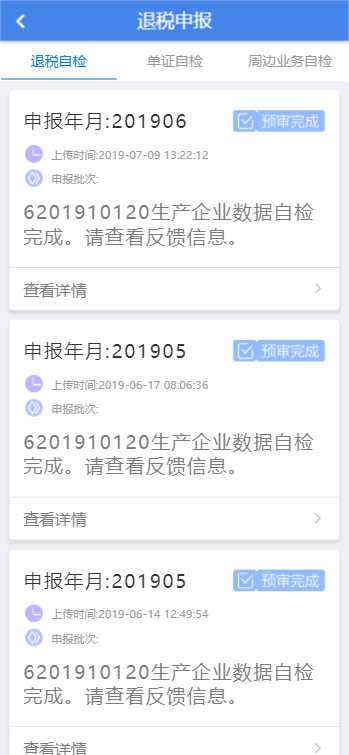 退税申报
退税自检 单证自检 周边业务自检
申报年月:201906 预审完成
上传时间:2019-07-09 13:22:12
申报批次:
6201910120生产企业数据自检
完成。请查看反馈信息。
查看详情
申报年月:201905 预审完成
上传时间:2019-06-17 08:06:36
申报批次:
6201910120生产企业数据自检
完成。请查看反馈信息。
查看详情
申报年月:201905 预审完成
上传时间:2019-06-14 12:49:54
申报批次:
6201910120生产企业数据自检
完成。请查看反馈信息。
查看详情